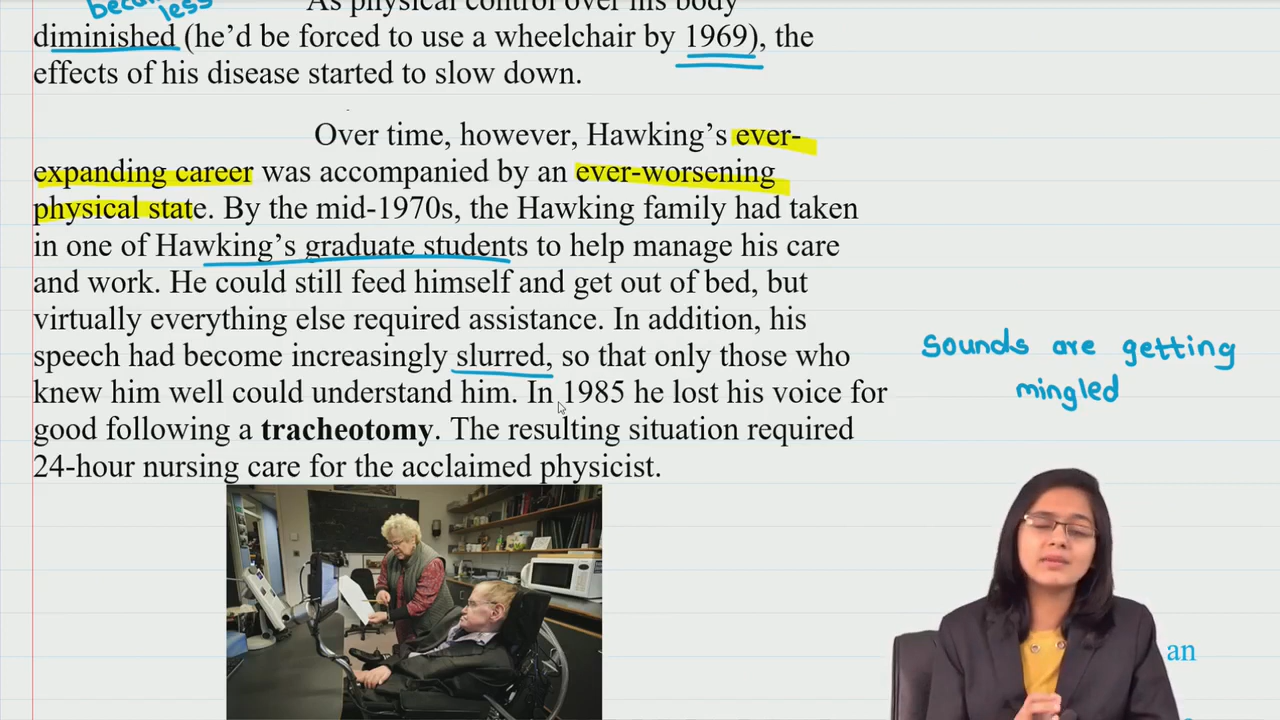 less
As physical control over his body
diminished (he’d be forced to use a wheelchair by 1969), the
effects of his disease started to slow down.
Over time, however, Hawking’s ever-
expanding career was accompanied by an ever-worsening
physical state. By the mid-1970s, the Hawking family had taken
in one of Hawking’s graduate students to help manage his care
and work. He could still feed himself and get out of bed, but
virtually everything else required assistance. In addition, his
speech had become increasingly slurred, so that only those who
knew him well could understand him. In 1985 he lost his voice for
good following a tracheotomy. The resulting situation required
24-hour nursing care for the acclaimed physicist.
sounds are getting
mingled
an